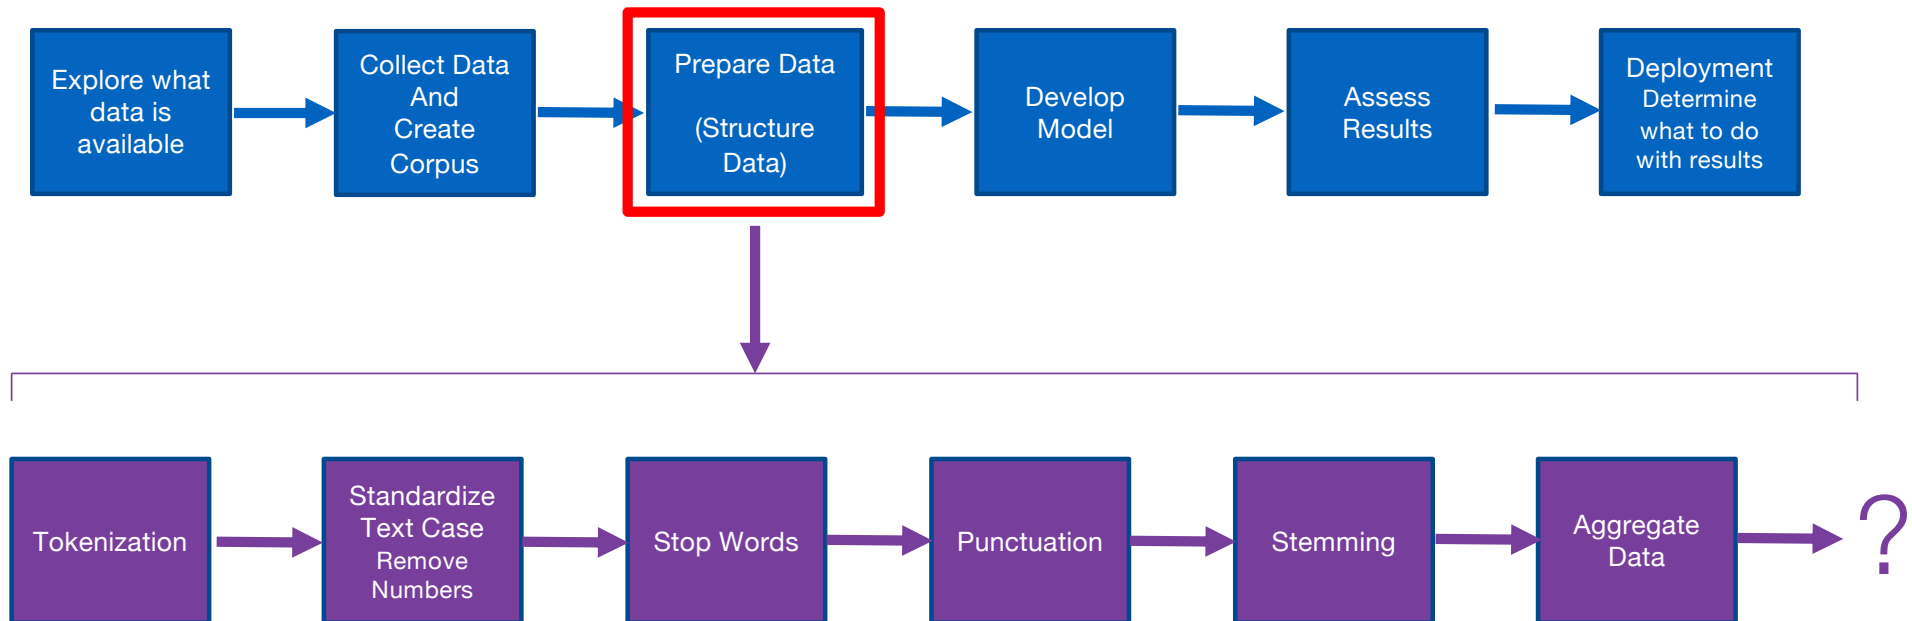 Explore what
data is
available
Collect Data
And
Create
Corpus
Prepare Data
(Structure
Data)
Develop
Model
Assess
Results
Deployment
Determine
what to do
with results
Tokenization
Standardize
Text Case
Remove
Numbers
Stop Words
Punctuation
Stemming
Aggregate
Data
?